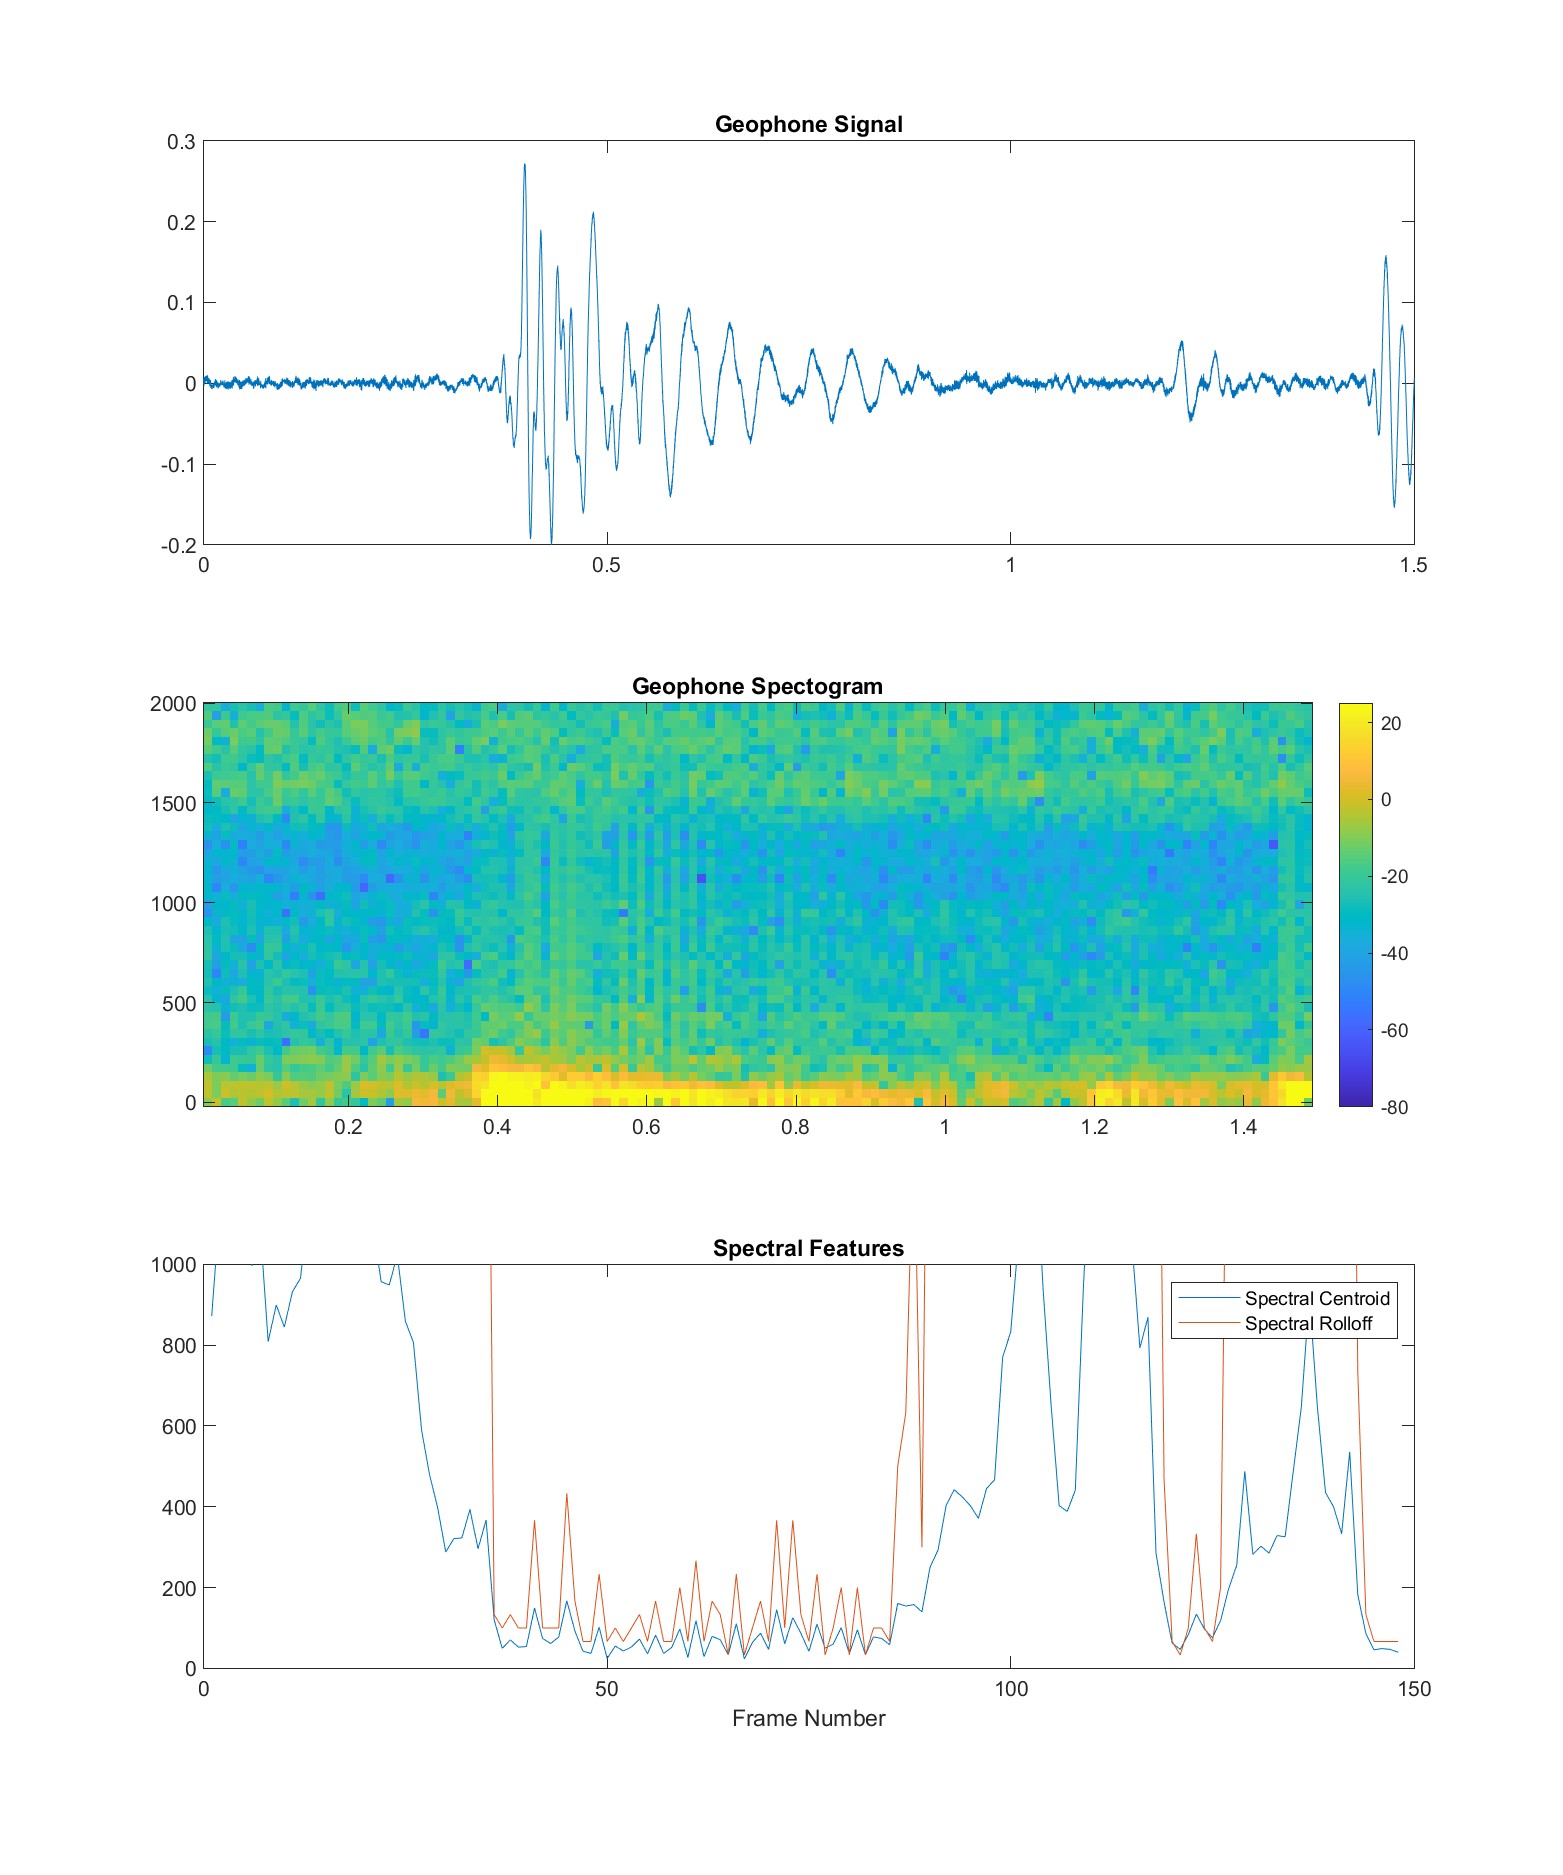 Geophone Signal
0.3
0.2
0.1
0
-0.1
-0.2
0 0.5 1 1.5
Geophone Spectogram
2000
1500
1000
500
0
0.2 0.4 0.6 0.8 1 1.2 1.4
20
0
-20
-40
-60
-80
Spectral Features
1000
800
600
400
200
0
Spectral Centroid
Spectral Rolloff
0 50 100 150
Frame Number